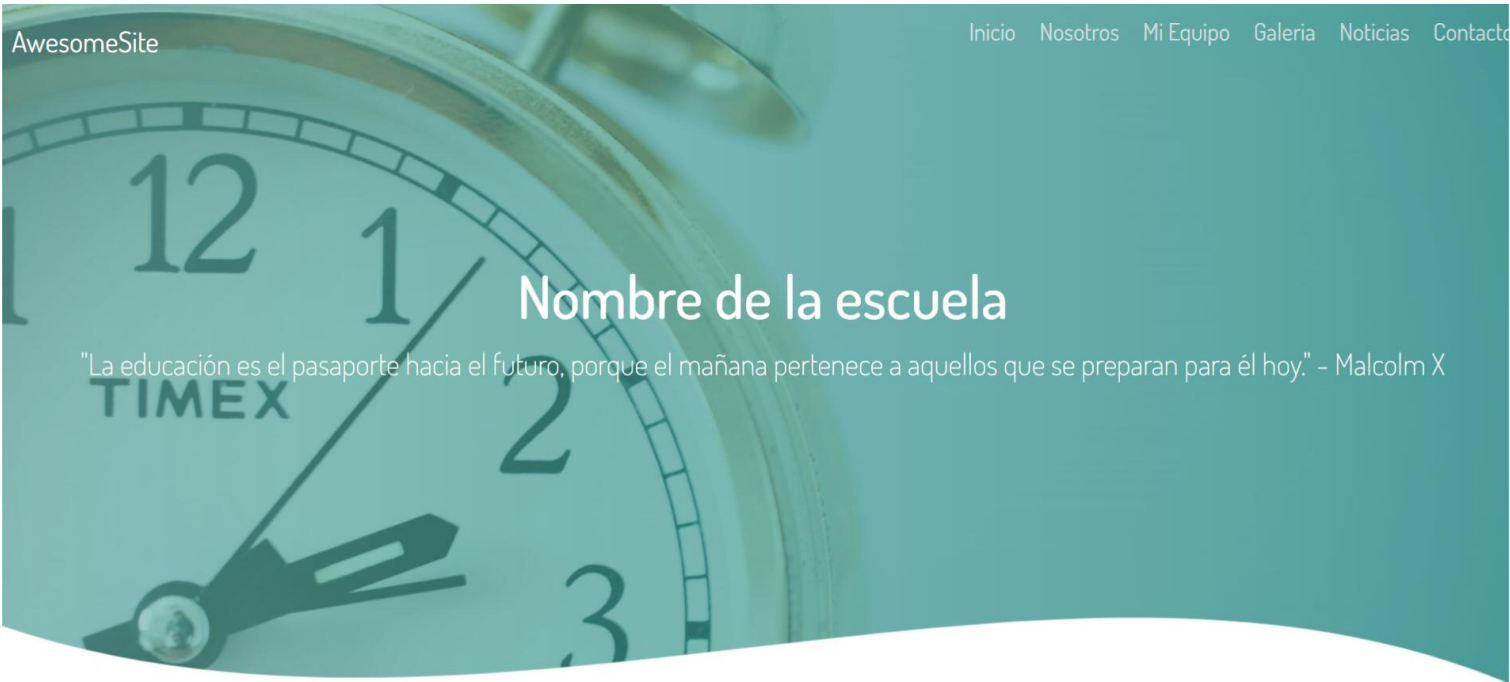 AwesomeSite
Inicio Nosotros Mi Equipo Galeria Noticias Contacto
12
1
Nombre de la escuela
"La educación es el pasaporte hacia el futuro, porque el mañana pertenece a aquellos que se preparan para él hoy." - Malcolm X
TIMEX
2
3